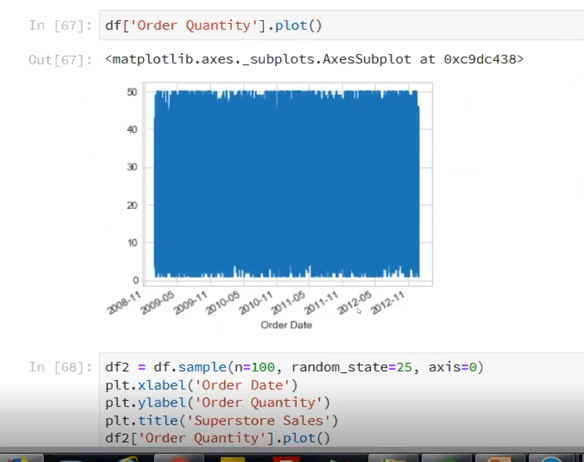 In [67]: df['Order Quantity'].plot()
Out[67]: <matplotlib.axes._subplots.AxesSubplot at 0xc9dc438>
50
40
30
20
10
0
2008-11 2009-05 2009-11 2010-05 2010-11 2011-05 2011-11 2012-05 2012-11
Order Date
In [68]: df2 = df.sample(n=100, random_state=25, axis=0)
plt.xlabel('Order Date')
plt.ylabel('Order Quantity')
plt.title('Superstore Sales')
df2['Order Quantity'].plot()